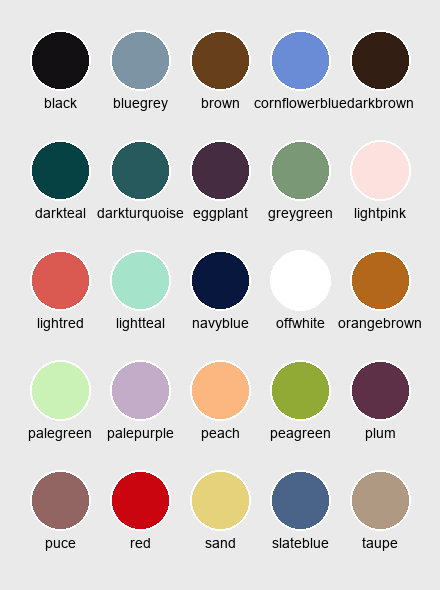 black bluegrey brown cornflowerblue darkbrown
darkteal darkturquoise eggplant greygreen lightpink
lightred lightteal navyblue offwhite orangebrown
palegreen palepurple peach peagreen plum
puce red sand slateblue taupe